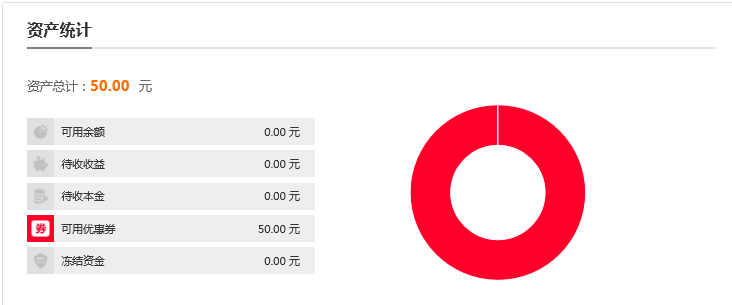 资产统计
资产总计：50.00 元
可用余额 0.00 元
待收收益 0.00 元
待收本金 0.00 元
券 可用优惠券 50.00 元
冻结资金 0.00 元